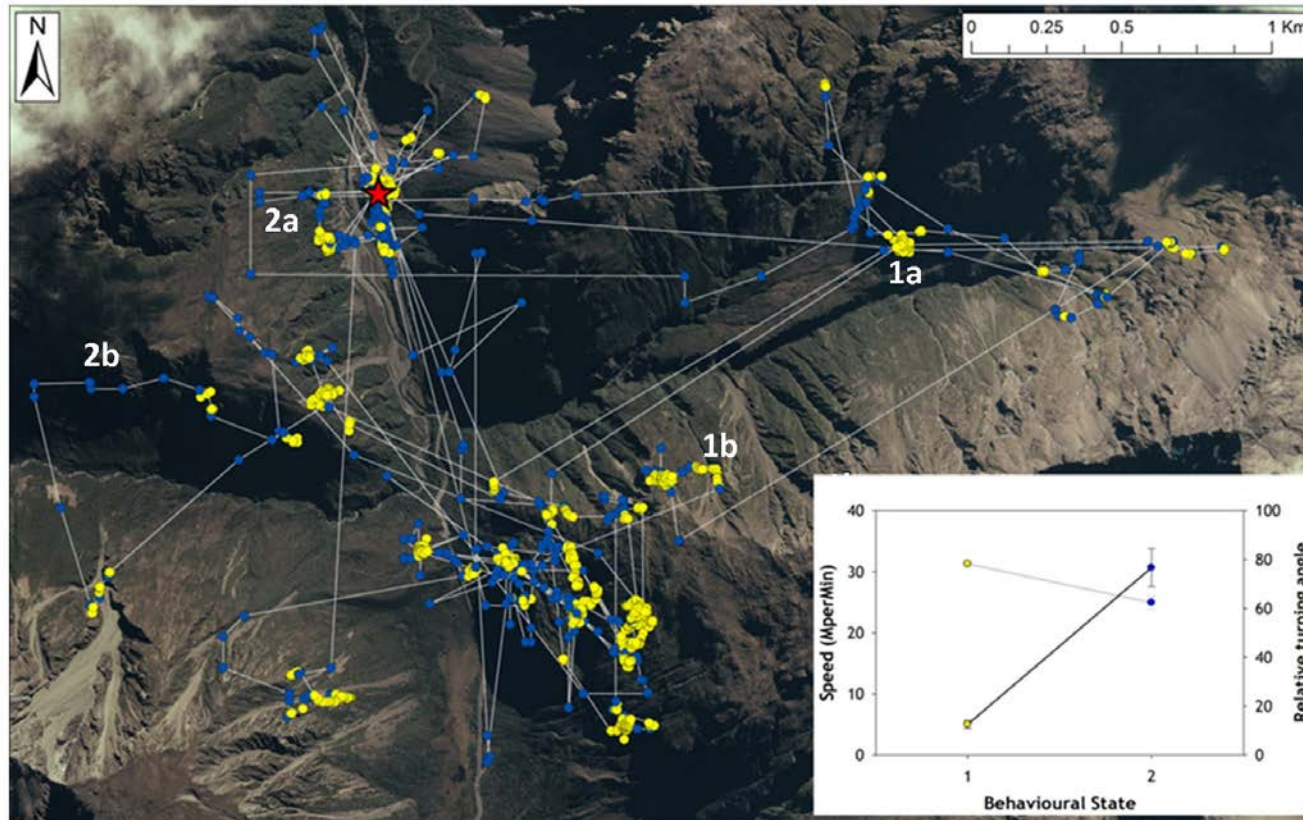 N
0 0.25 0.5 1 Km
2a
1a
2b
1b
40
30
20
10
0
100
80
60
40
20
0
Speed (MperMin)
Relative turning angle
1 2
Behavioural State